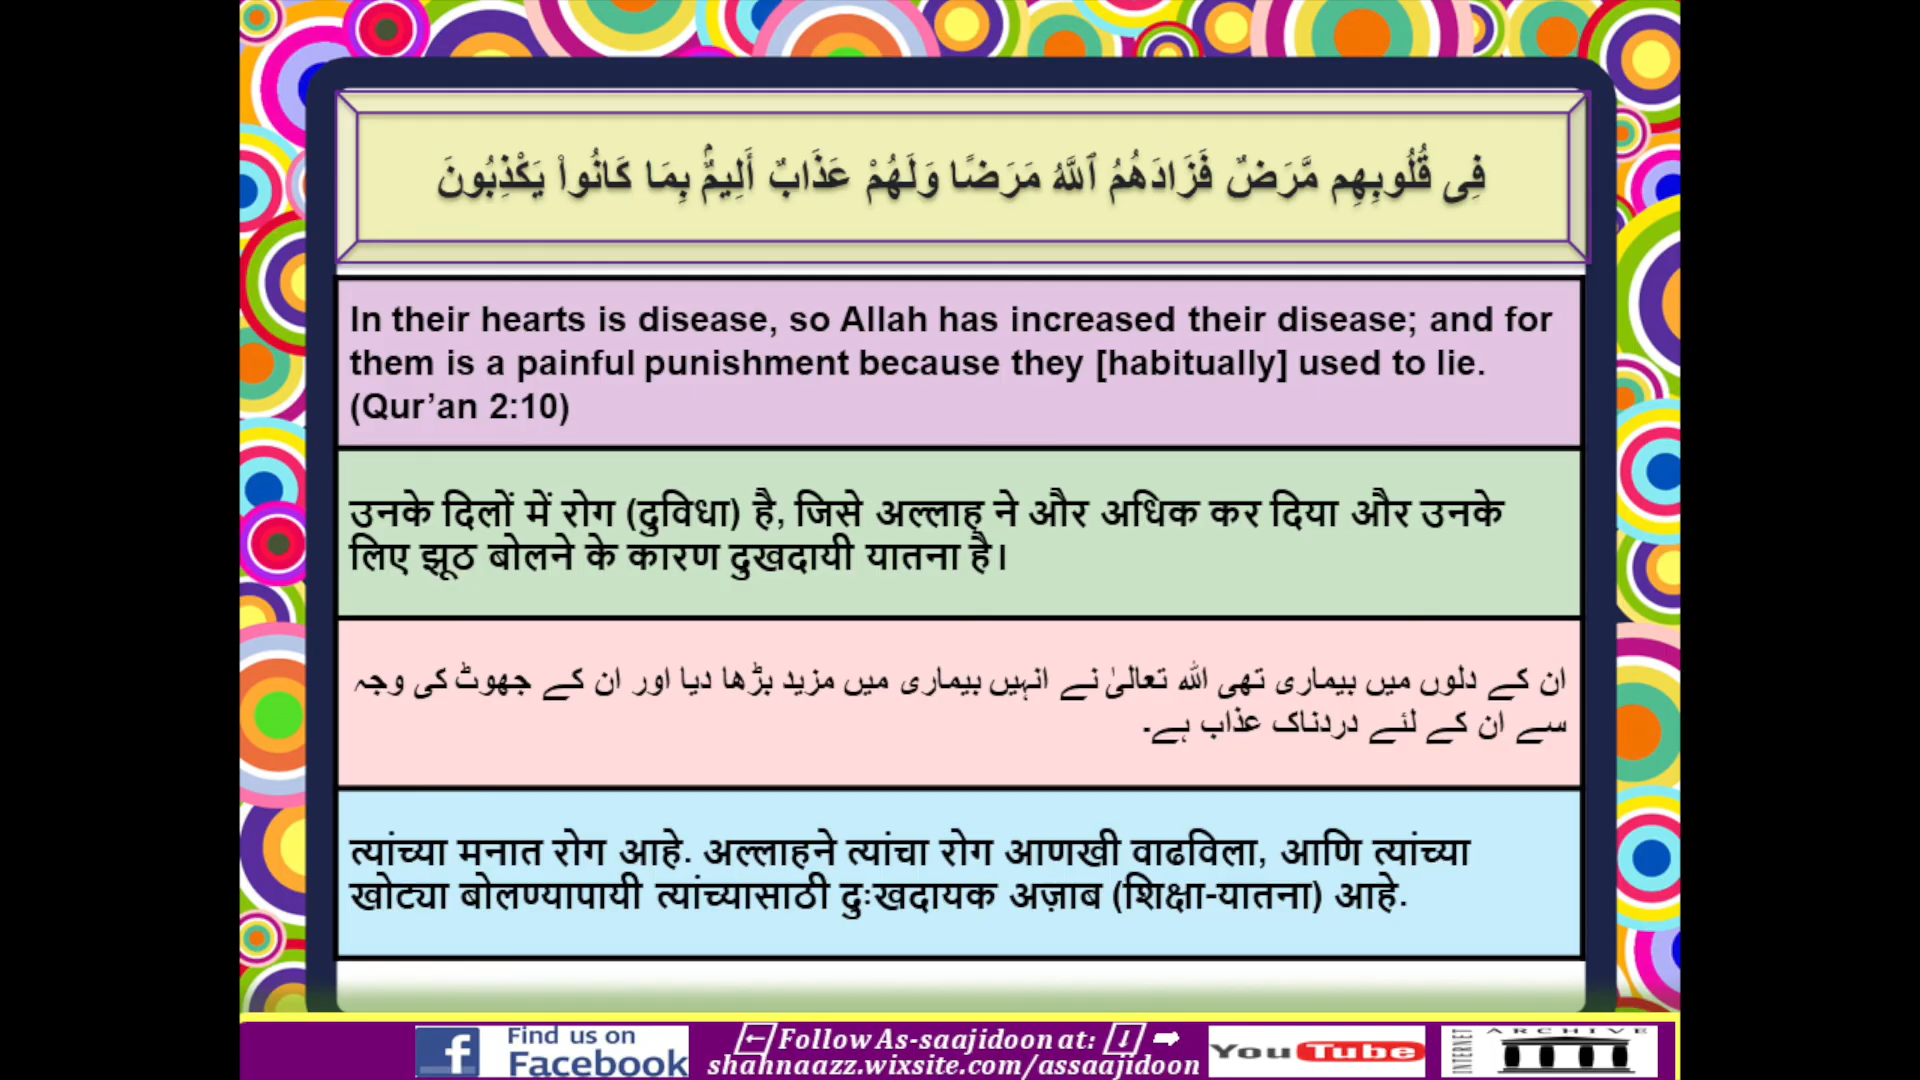 فِى قُلُوبِهِم مَّرَضٌ فَزَادَهُمُ ٱللَّهُ مَرَضًا وَلَهُمْ عَذَابٌ أَلِيمٌۢ بِمَا كَانُوا۟ يَكْذِبُونَ
In their hearts is disease, so Allah has increased their disease; and for
them is a painful punishment because they [habitually] used to lie.
(Qur’an 2:10)
उनके दिलों में रोग (दुविधा) है, जिसे अल्लाह ने और अधिक कर दिया और उनके
लिए झूठ बोलने के कारण दुखदायी यातना है।
ان کے دلوں میں بیماری تھی اللہ تعالیٰ نے انہیں بیماری میں مزید بڑھا دیا اور ان کے جھوٹ کی وجہ
سے ان کے لئے دردناک عذاب ہے۔
त्यांच्या मनात रोग आहे. अल्लाहने त्यांचा रोग आणखी वाढविला, आणि त्यांच्या
खोट्या बोलण्यापायी त्यांच्यासाठी दुःखदायक अज़ाब (शिक्षा-यातना) आहे.
Find us on
Facebook
Follow As-saajidoon at:
shahnaazz.wixsite.com/assaajidoon
YouTube
INTERNET
ARCHIVE